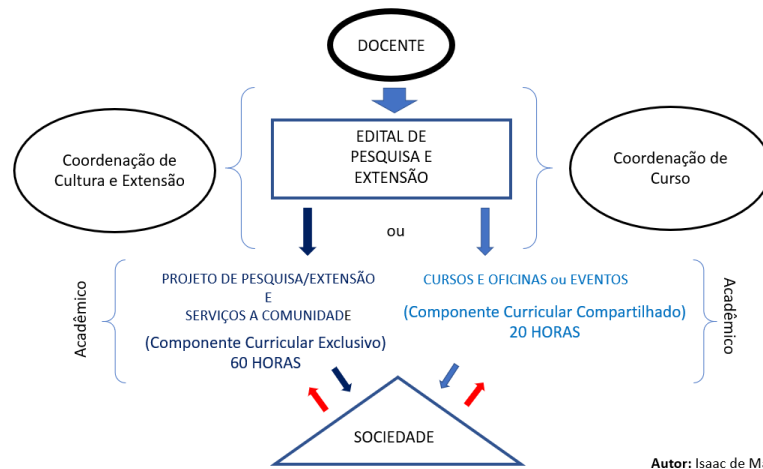 DOCENTE
EDITAL DE
PESQUISA E
EXTENSÃO
Coordenação de
Cultura e Extensão
Coordenação de
Curso
ou
Acadêmico
PROJETO DE PESQUISA/EXTENSÃO
E
SERVIÇOS A COMUNIDADE
(Componente Curricular Exclusivo)
60 HORAS
CURSOS E OFICINAS ou EVENTOS
(Componente Curricular Compartilhado)
20 HORAS
Acadêmico
SOCIEDADE
Autor: Isaac de